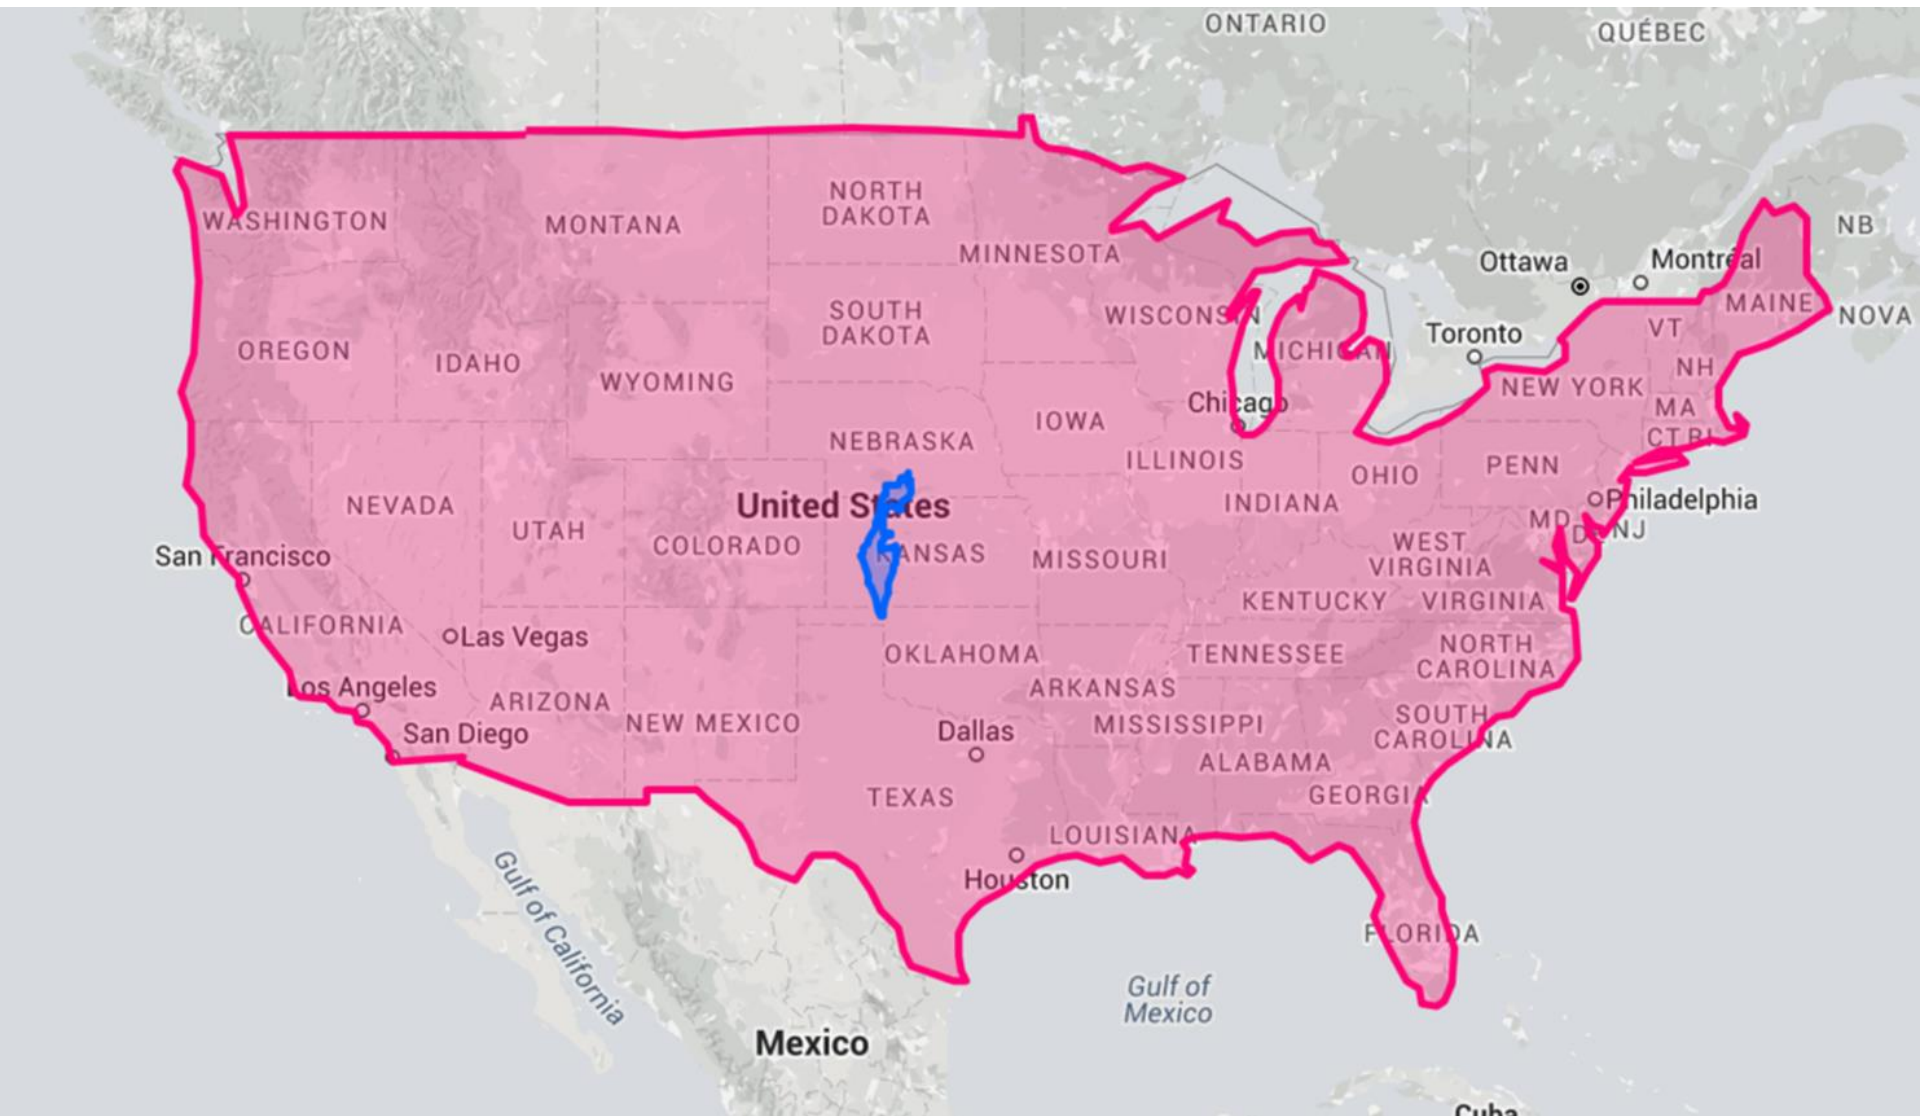 ONTARIO
QUÉBEC
NORTH
DAKOTA
WASHINGTON
MONTANA
NB
MINNESOTA
Ottawa
Montréal
MAINE
SOUTH
DAKOTA
WISCONSIN
NOVA
VT
Toronto
OREGON
IDAHO
MICHIGAN
NH
WYOMING
NEW YORK
Chicago
MA
IOWA
CT RI
NEBRASKA
ILLINOIS
PENN
OHIO
United States
NEVADA
INDIANA
Philadelphia
MD
NJ
UTAH
COLORADO
KANSAS
MISSOURI
WEST
VIRGINIA
San Francisco
KENTUCKY
VIRGINIA
CALIFORNIA
Las Vegas
OKLAHOMA
TENNESSEE
NORTH
CAROLINA
Los Angeles
ARIZONA
ARKANSAS
NEW MEXICO
MISSISSIPPI
SOUTH
CAROLINA
San Diego
Dallas
ALABAMA
TEXAS
GEORGIA
LOUISIANA
Houston
Gulf of California
FLORIDA
Gulf of
Mexico
Mexico
Cuba